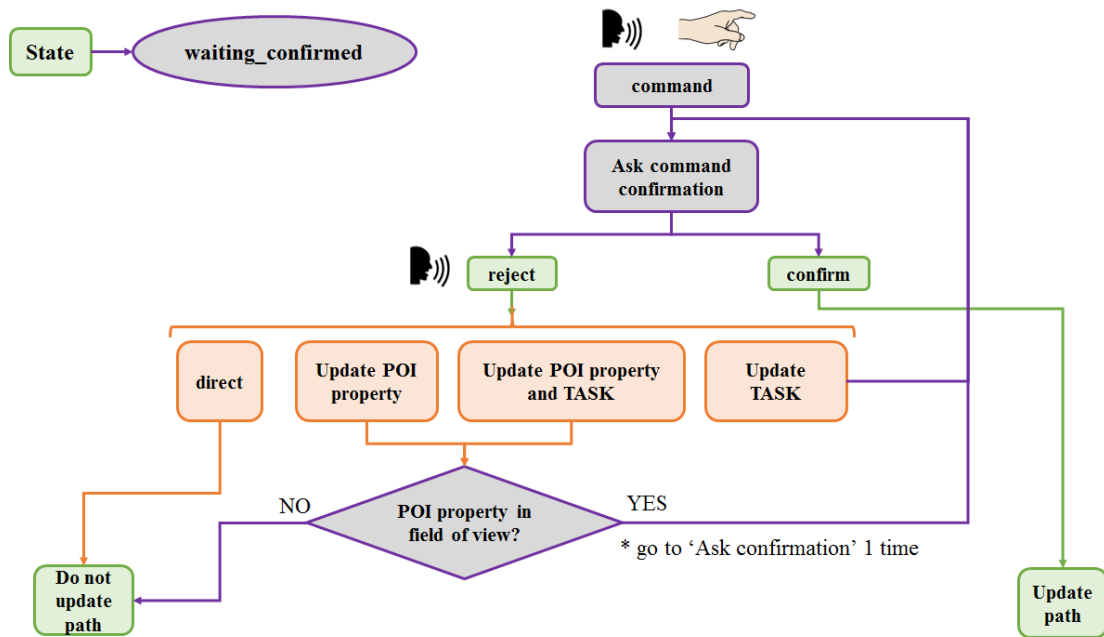 State
waiting_confirmed
command
Ask command
confirmation
reject
confirm
direct
Update POI
property
Update POI property
and TASK
Update
TASK
NO
POI property in
field of view?
YES
* go to ‘Ask confirmation’ 1 time
Do not
update
path
Update
path